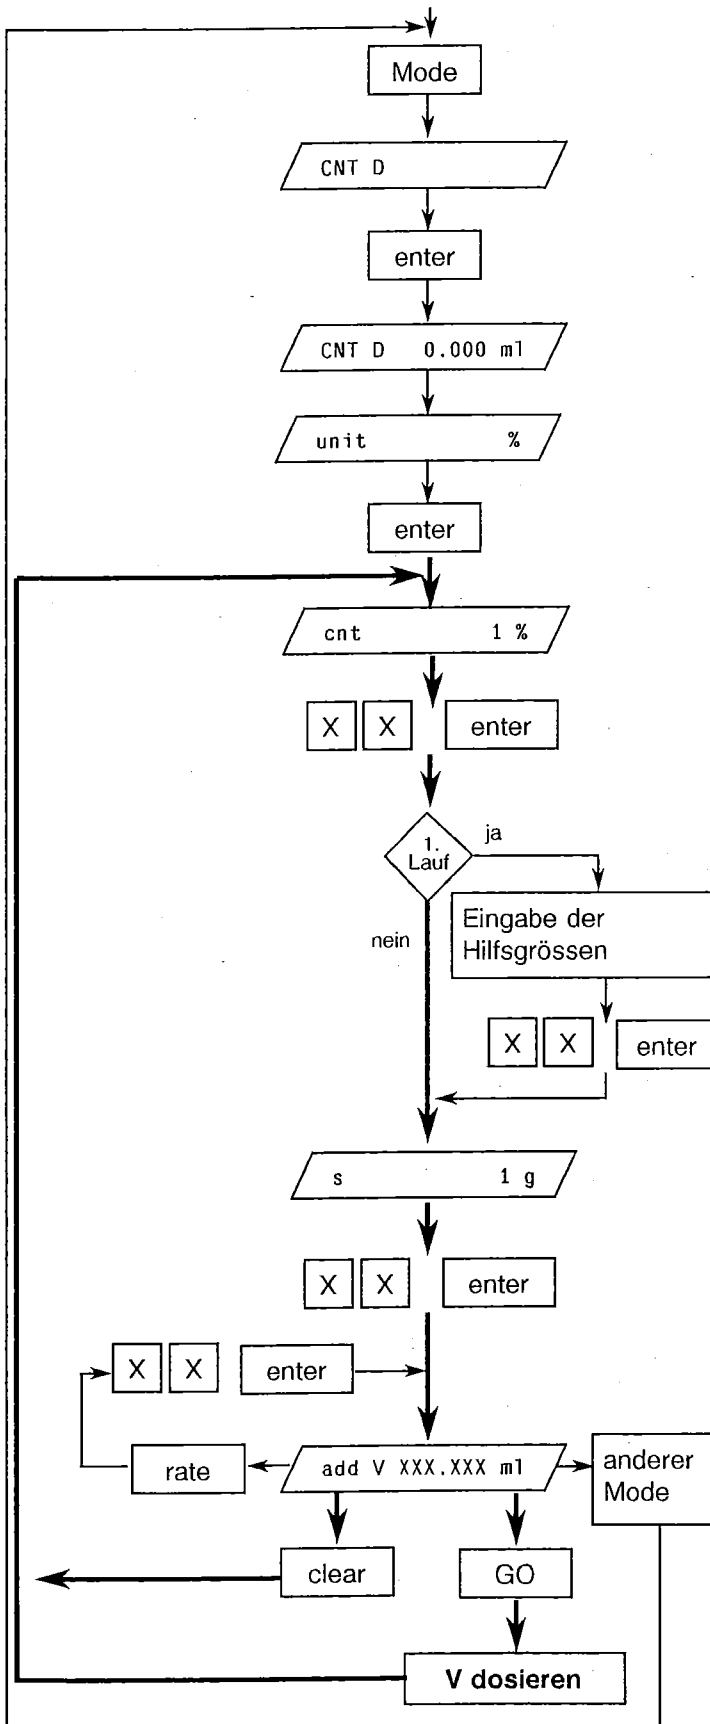 Mode
CNT D
enter
CNT D 0.000 ml
unit %
enter
cnt 1 %
X X enter
1.
Lauf
ja
nein
Eingabe der
Hilfsgrössen
X X enter
s 1 g
X X enter
X X enter
rate
add V XXX.XXX ml
anderer
Mode
clear
GO
V dosieren